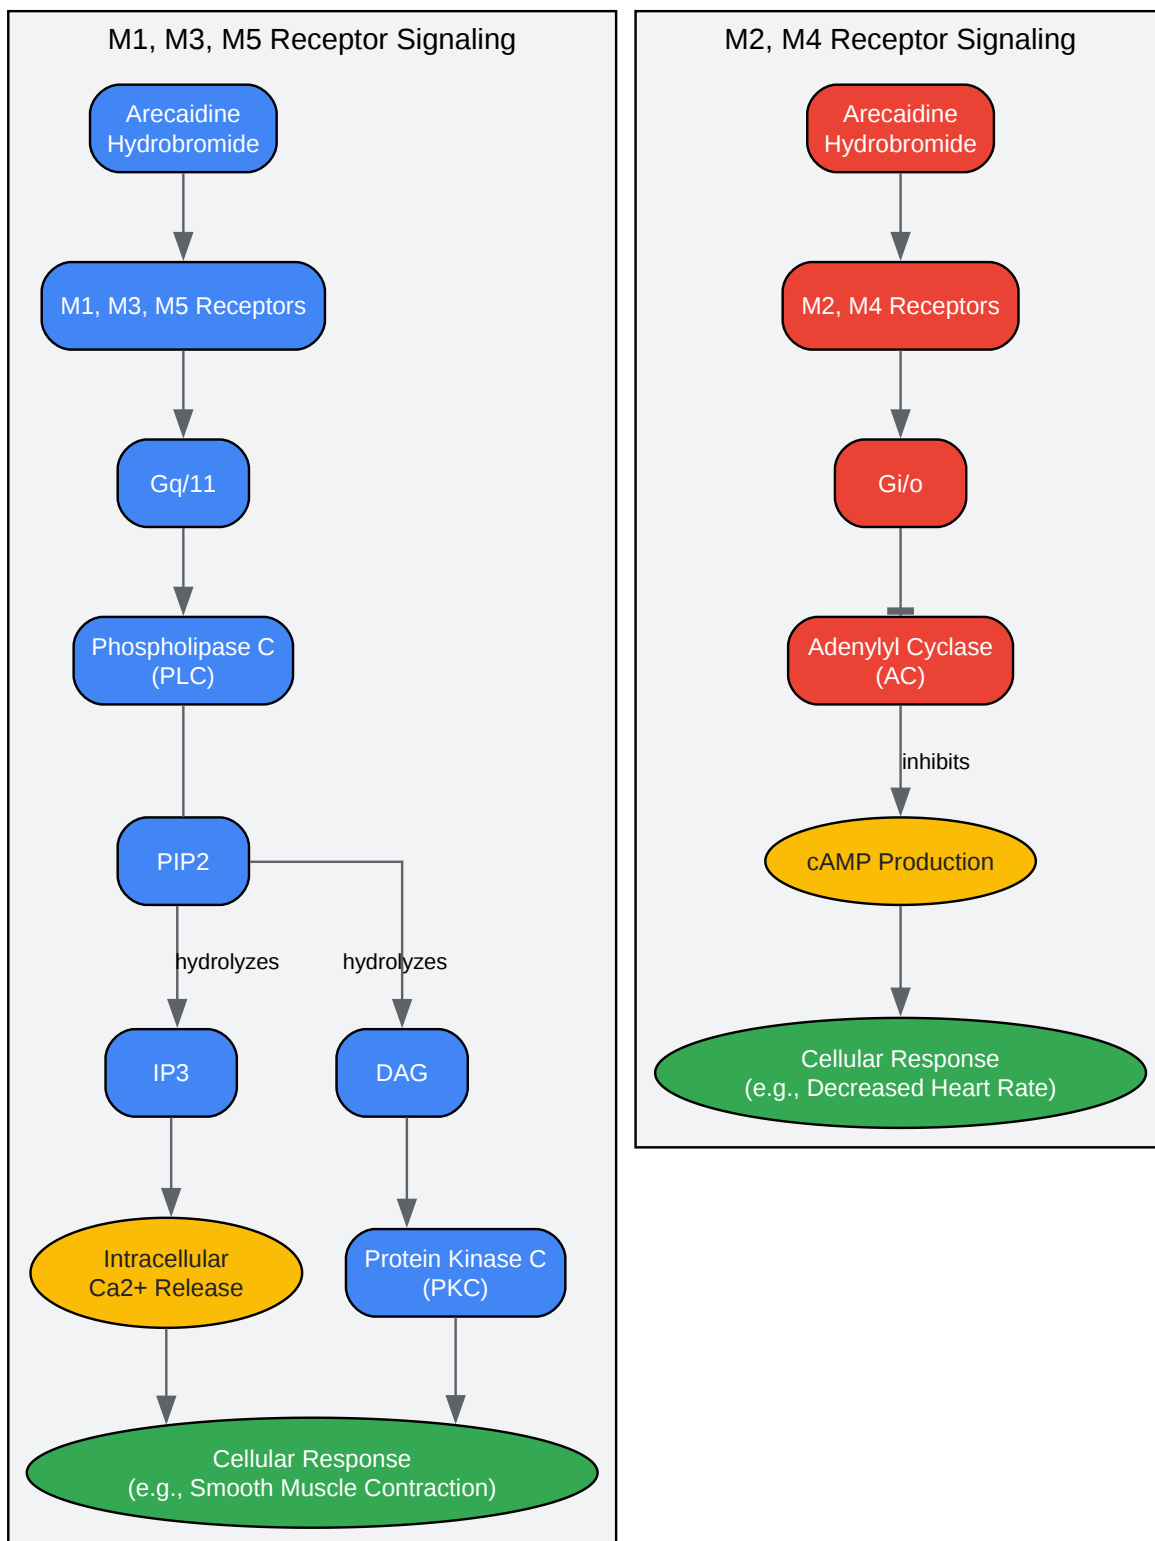 M1, M3, M5 Receptor Signaling
Arecaidine
Hydrobromide
M1, M3, M5 Receptors
Gq/11
Phospholipase C
(PLC)
PIP2
hydrolyzes
hydrolyzes
IP3
DAG
Intracellular
Ca2+ Release
Protein Kinase C
(PKC)
Cellular Response
(e.g., Smooth Muscle Contraction)
M2, M4 Receptor Signaling
Arecaidine
Hydrobromide
M2, M4 Receptors
Gi/o
Adenylyl Cyclase
(AC)
inhibits
cAMP Production
Cellular Response
(e.g., Decreased Heart Rate)